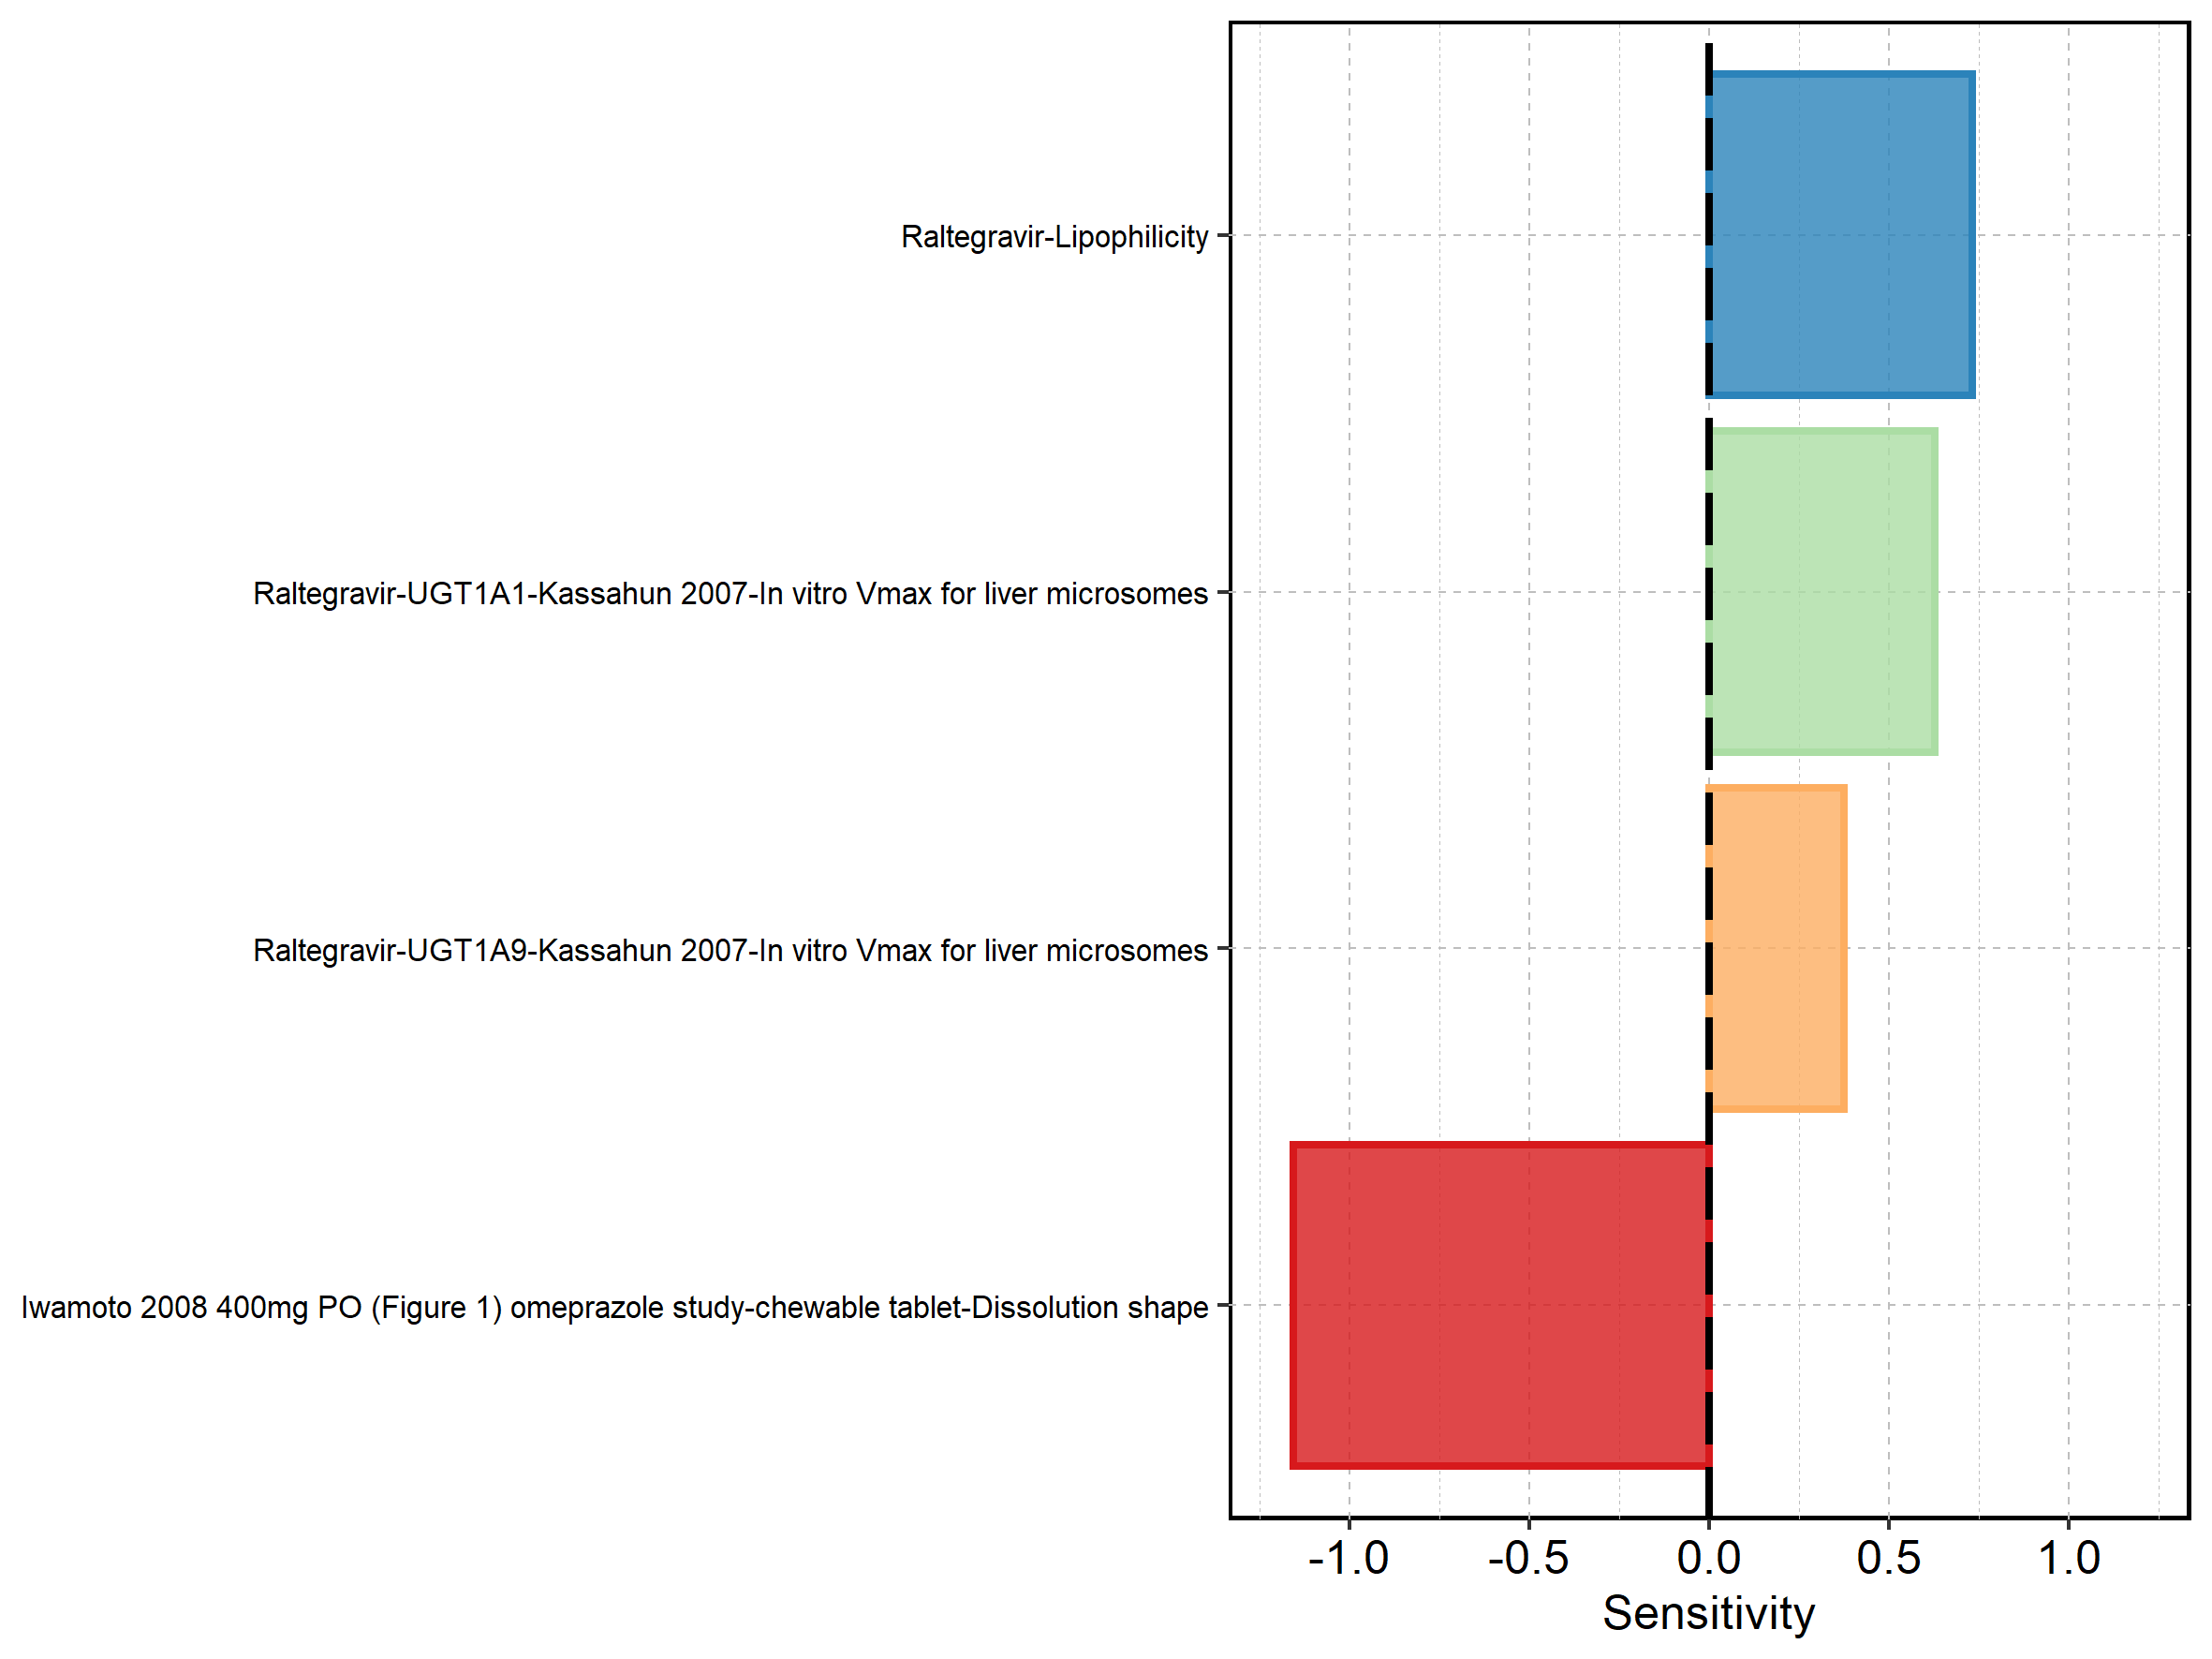 Raltegravir-Lipophilicity
Raltegravir-UGT1A1-Kassahun 2007-In vitro Vmax for liver microsomes
Raltegravir-UGT1A9-Kassahun 2007-In vitro Vmax for liver microsomes
Iwamoto 2008 400mg PO (Figure 1) omeprazole study-chewable tablet-Dissolution shape
-1.0 -0.5 0.0 0.5 1.0
Sensitivity